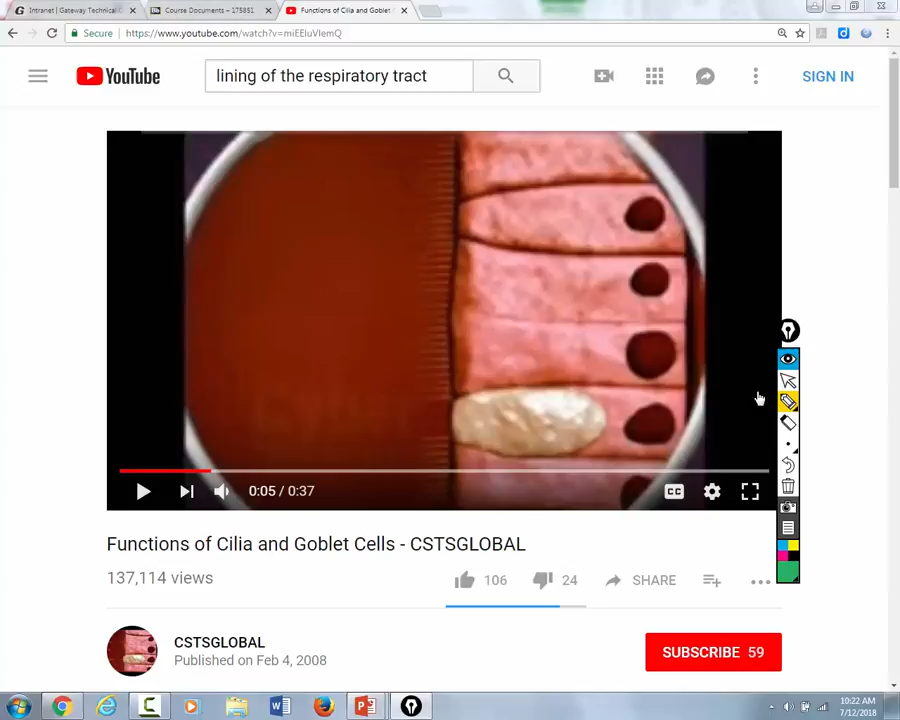 Intranet | Gateway Technical C
Course Documents – 175851
Functions of Cilia and Goblet
Secure
https://www.youtube.com/watch?v=miEEluVIemQ
YouTube
lining of the respiratory tract
SIGN IN
0:05 / 0:37
CC
Functions of Cilia and Goblet Cells - CSTSGLOBAL
137,114 views
106
24
SHARE
CSTSGLOBAL
Published on Feb 4, 2008
SUBSCRIBE 59
10:22 AM
7/12/2018